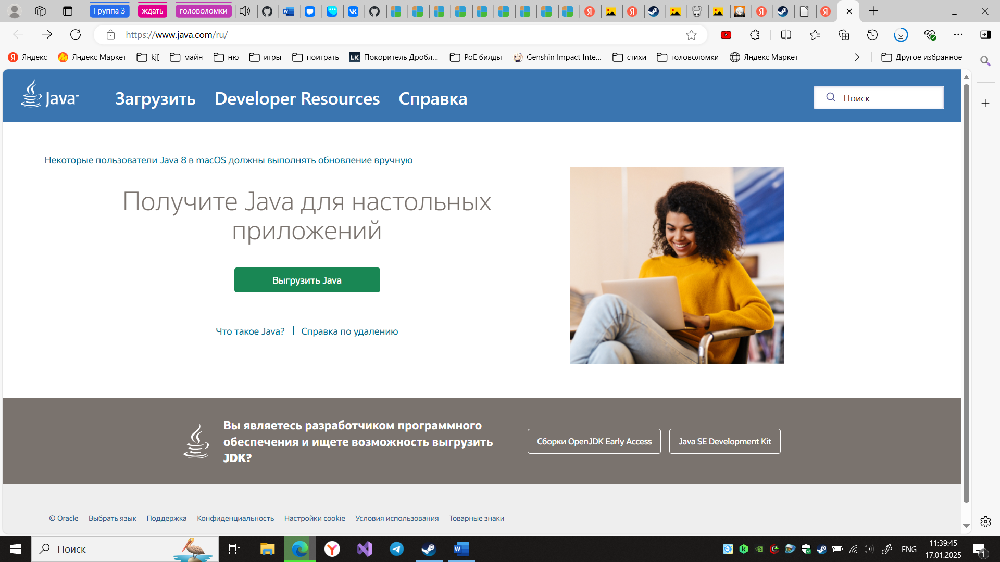 Группа 3
ждать
головоломки
https://www.java.com/ru/
Яндекс
Яндекс Маркет
kj[
майн
ню
игры
поиграть
LK
Покоритель Дробл...
PoE билды
Genshin Impact Inte...
стихи
головоломки
Яндекс Маркет
Другое избранное
Java™
Загрузить
Developer Resources
Справка
Поиск
Некоторые пользователи Java 8 в macOS должны выполнять обновление вручную
Получите Java для настольных
приложений
Выгрузить Java
Что такое Java?
Справка по удалению
Вы являетесь разработчиком программного
обеспечения и ищете возможность выгрузить
JDK?
Сборки OpenJDK Early Access
Java SE Development Kit
© Oracle
Выбрать язык
Поддержка
Конфиденциальность
Настройки cookie
Условия использования
Товарные знаки
Поиск
ENG
11:39:45
17.01.2025
1